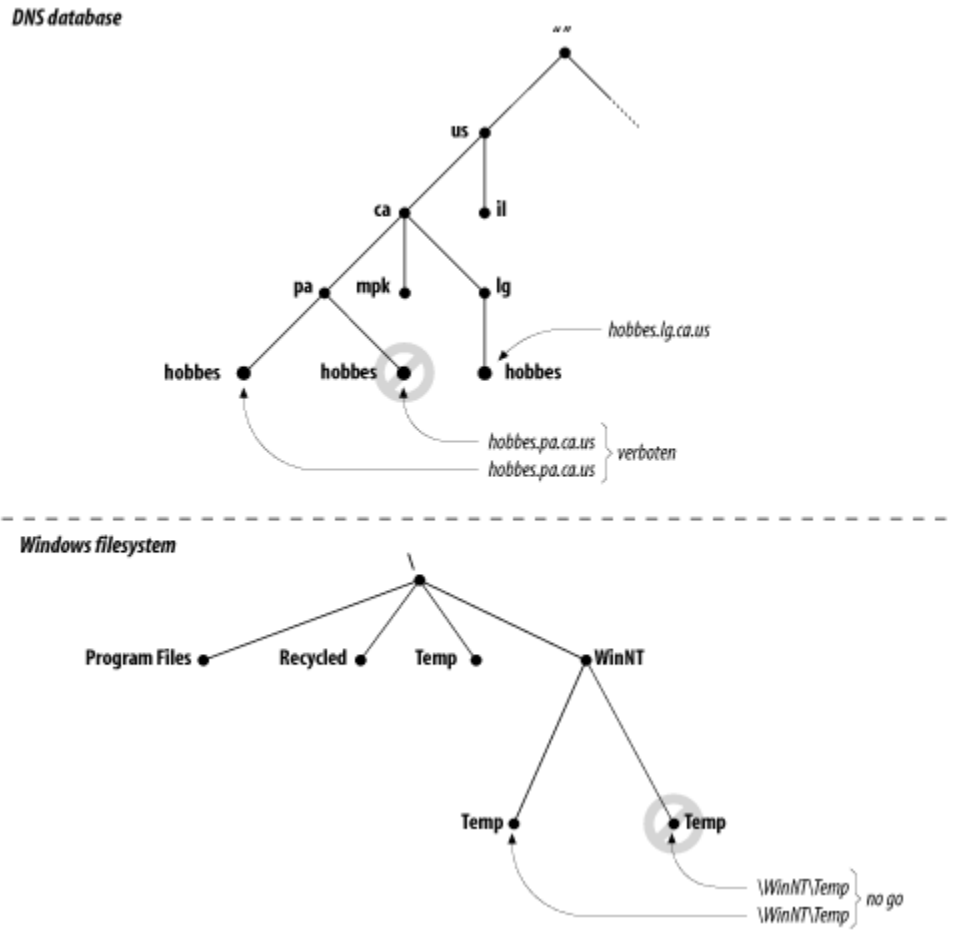 DNS database
“ ”
us
ca
il
pa
mpk
lg
hobbes.lg.ca.us
hobbes
hobbes
hobbes
hobbes.pa.ca.us
verboten
hobbes.pa.ca.us
Windows filesystem
\
Program Files
Recycled
Temp
WinNT
Temp
Temp
\WinNT\Temp
no go
\WinNT\Temp